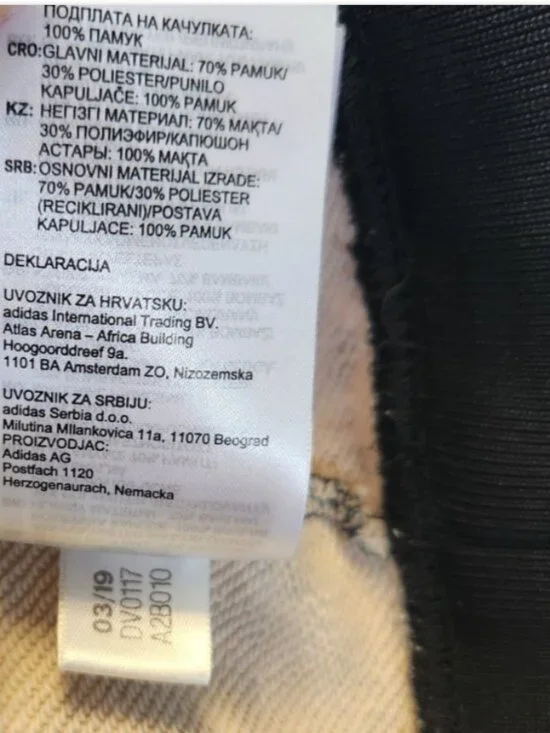 ПОДПЛАТА НА КАЧУЛКАТА:
100% ПАМУК
CRO:GLAVNI MATERIJAL: 70% PAMUK/
30% POLIESTER/PUNILO
KAPULJAČE: 100% PAMUK
KZ: НЕГІЗГІ МАТЕРИАЛ: 70% МАҚТА/
30% ПОЛИЭФИР/КАПЮШОН
АСТАРЫ: 100% МАҚТА
SRB:OSNOVNI MATERIJAL IZRADE:
70% PAMUK/30% POLIESTER
(RECIKLIRANI)/POSTAVA
KAPULJACE: 100% PAMUK
DEKLARACIJA
UVOZNIK ZA HRVATSKU:
adidas International Trading BV.
Atlas Arena – Africa Building
Hoogoorddreef 9a.
1101 BA Amsterdam ZO, Nizozemska
UVOZNIK ZA SRBIJU:
adidas Serbia d.o.o.
Milutina MIlankovica 11a, 11070 Beograd
PROIZVODJAC:
Adidas AG
Postfach 1120
Herzogenaurach, Nemacka
03/19
DV0117
A2B010